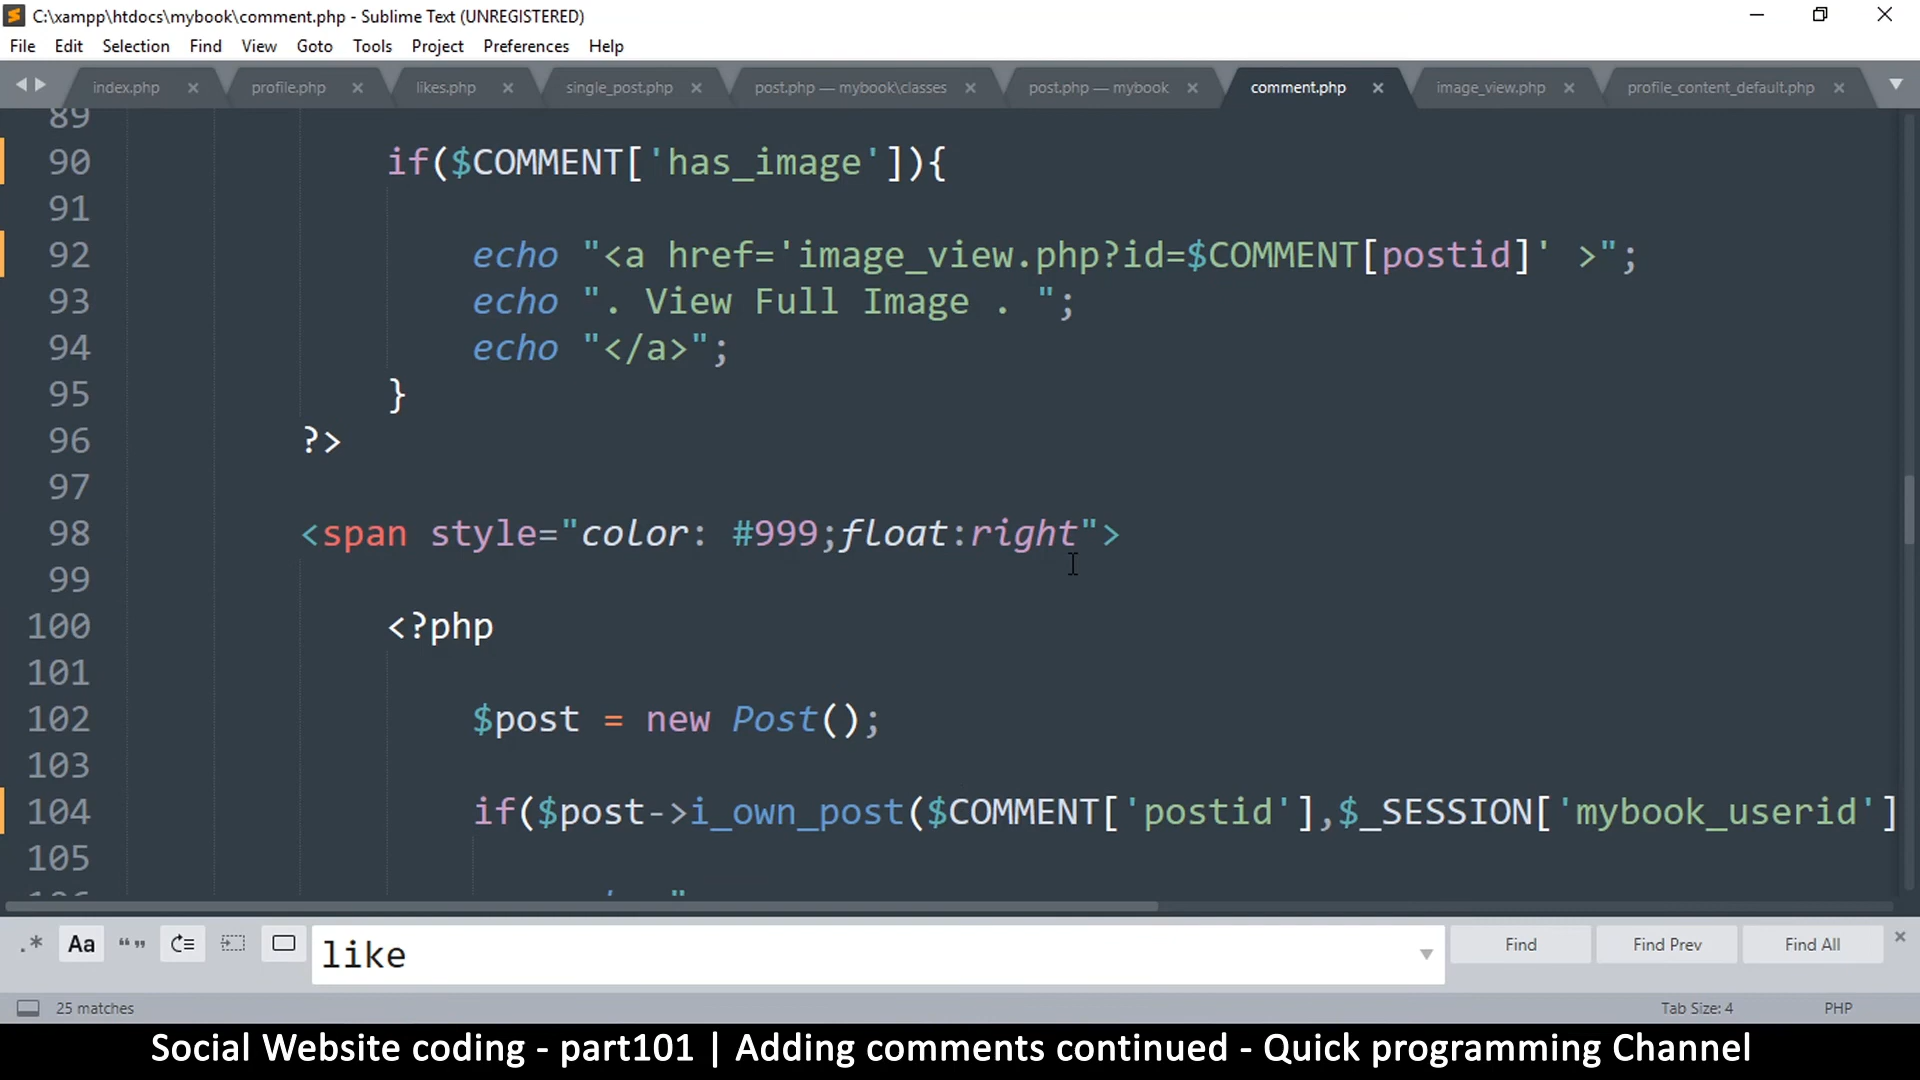 C:\xampp\htdocs\mybook\comment.php - Sublime Text (UNREGISTERED)
File Edit Selection Find View Goto Tools Project Preferences Help
index.php profile.php likes.php single_post.php post.php — mybook\classes post.php — mybook comment.php image_view.php profile_content_default.php
89
90 if($COMMENT['has_image']){
91
92 echo "<a href='image_view.php?id=$COMMENT[postid]' >";
93 echo ". View Full Image . ";
94 echo "</a>";
95 }
96 ?>
97
98 <span style="color: #999;float:right">
99
100 <?php
101
102 $post = new Post();
103
104 if($post->i_own_post($COMMENT['postid'],$_SESSION['mybook_userid']
105
.* Aa “” like Find Find Prev Find All
25 matches Tab Size: 4 PHP
Social Website coding - part101 | Adding comments continued - Quick programming Channel